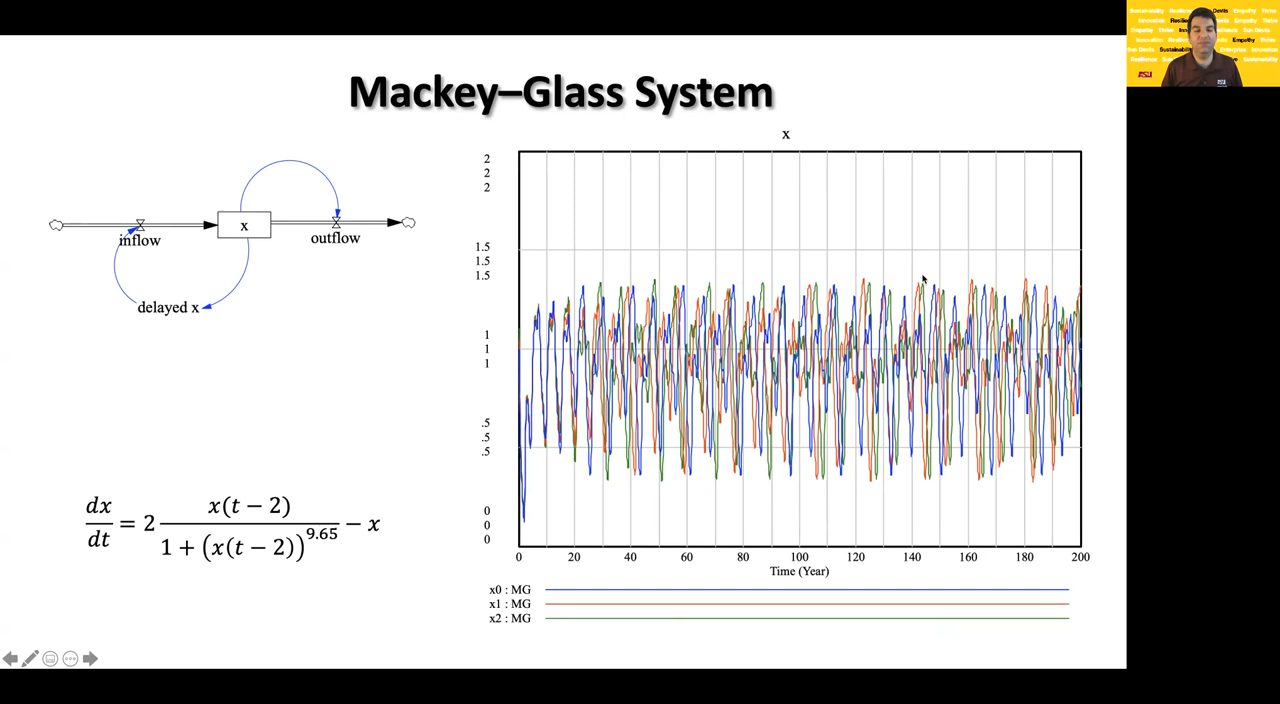 Mackey–Glass System
x
inflow
x
outflow
delayed x
dx/dt = 2 x(t − 2) / 1 + (x(t − 2))^9.65 − x
2
2
2
1.5
1.5
1.5
1
1
1
.5
.5
.5
0
0
0
0 20 40 60 80 100 120 140 160 180 200
Time (Year)
x0 : MG
x1 : MG
x2 : MG
ASU